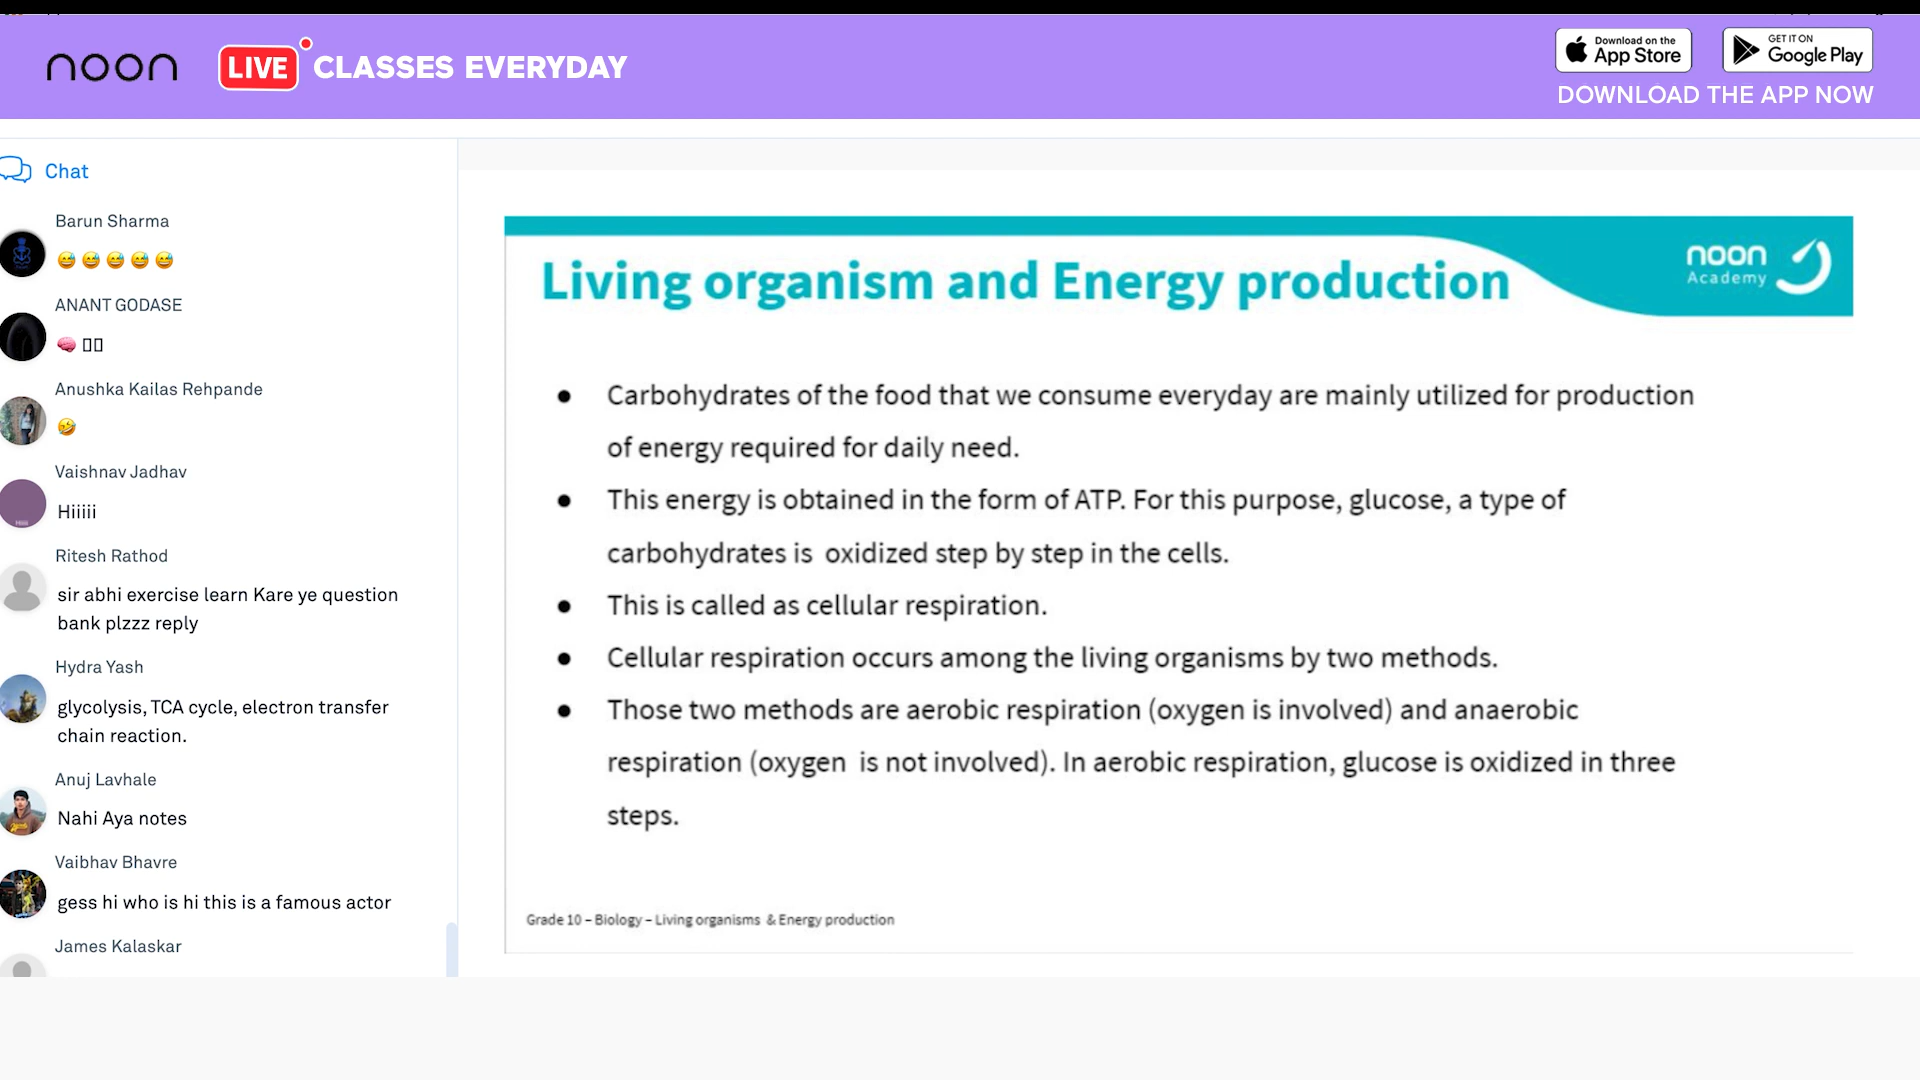 noon LIVE CLASSES EVERYDAY
Download on the App Store
GET IT ON Google Play
DOWNLOAD THE APP NOW
Chat
Barun Sharma
😅 😅 😅 😅 😅
ANANT GODASE
🧠
Anushka Kailas Rehpande
🤣
Vaishnav Jadhav
Hiiiii
Ritesh Rathod
sir abhi exercise learn Kare ye question
bank plzzz reply
Hydra Yash
glycolysis, TCA cycle, electron transfer
chain reaction.
Anuj Lavhale
Nahi Aya notes
Vaibhav Bhavre
gess hi who is hi this is a famous actor
James Kalaskar
Living organism and Energy production
noon
Academy
● Carbohydrates of the food that we consume everyday are mainly utilized for production
of energy required for daily need.
● This energy is obtained in the form of ATP. For this purpose, glucose, a type of
carbohydrates is oxidized step by step in the cells.
● This is called as cellular respiration.
● Cellular respiration occurs among the living organisms by two methods.
● Those two methods are aerobic respiration (oxygen is involved) and anaerobic
respiration (oxygen is not involved). In aerobic respiration, glucose is oxidized in three
steps.
Grade 10 – Biology – Living organisms & Energy production